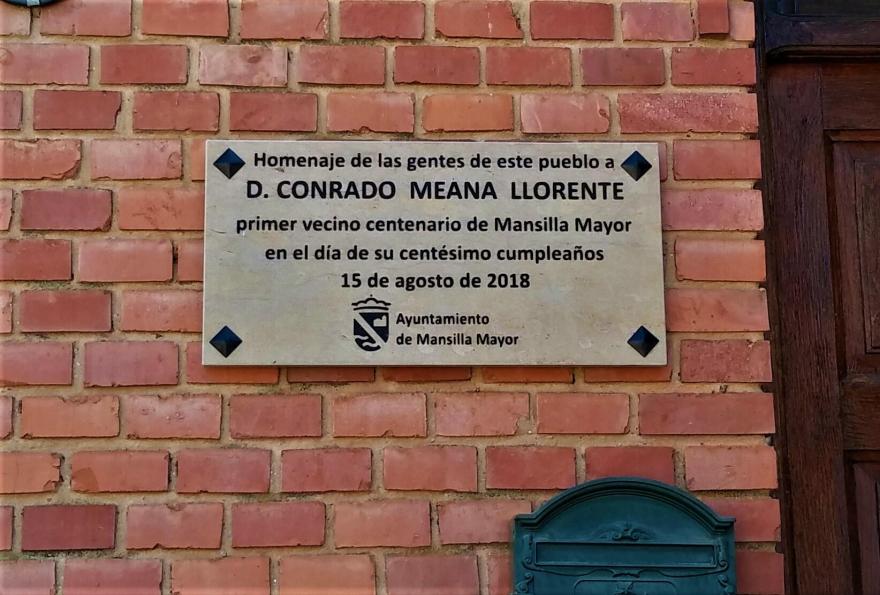 Homenaje de las gentes de este pueblo a
D. CONRADO MEANA LLORENTE
primer vecino centenario de Mansilla Mayor
en el día de su centésimo cumpleaños
15 de agosto de 2018
Ayuntamiento
de Mansilla Mayor